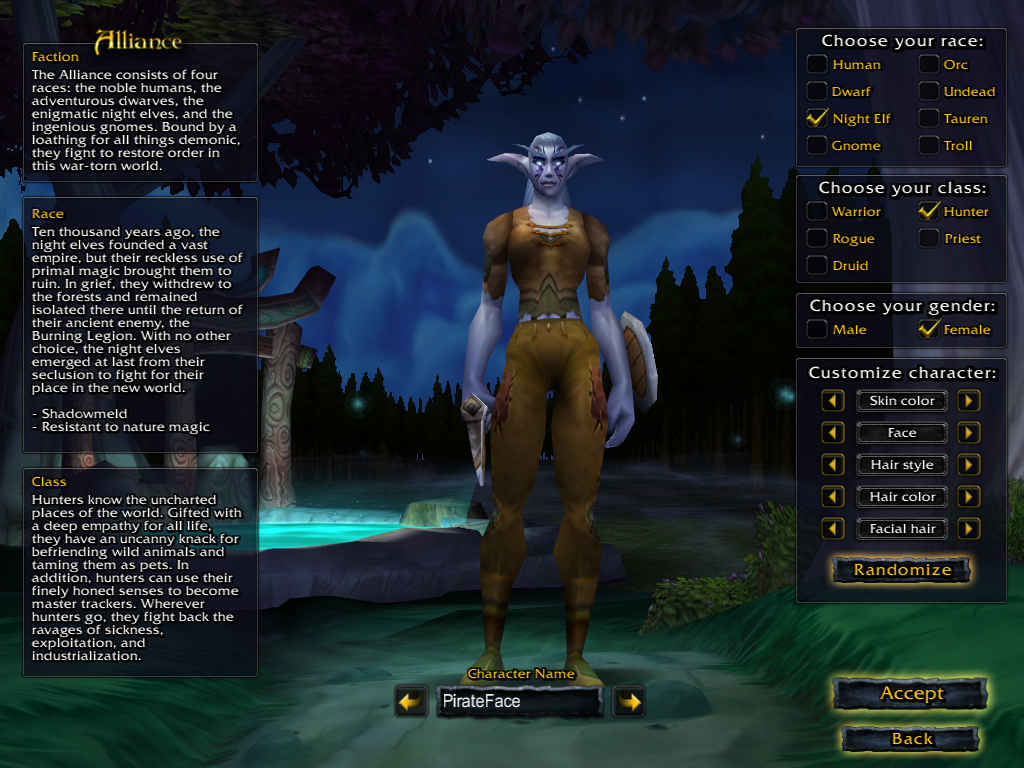 Alliance
Faction
The Alliance consists of four
races: the noble humans, the
adventurous dwarves, the
enigmatic night elves, and the
ingenious gnomes. Bound by a
loathing for all things demonic,
they fight to restore order in
this war-torn world.
Race
Ten thousand years ago, the
night elves founded a vast
empire, but their reckless use of
primal magic brought them to
ruin. In grief, they withdrew to
the forests and remained
isolated there until the return of
their ancient enemy, the
Burning Legion. With no other
choice, the night elves
emerged at last from their
seclusion to fight for their
place in the new world.
- Shadowmeld
- Resistant to nature magic
Class
Hunters know the uncharted
places of the world. Gifted with
a deep empathy for all life,
they have an uncanny knack for
befriending wild animals and
taming them as pets. In
addition, hunters can use their
finely honed senses to become
master trackers. Wherever
hunters go, they fight back the
ravages of sickness,
exploitation, and
industrialization.
Character Name
PirateFace
Choose your race:
Human Orc
Dwarf Undead
Night Elf Tauren
Gnome Troll
Choose your class:
Warrior Hunter
Rogue Priest
Druid
Choose your gender:
Male Female
Customize character:
Skin color
Face
Hair style
Hair color
Facial hair
Randomize
Accept
Back